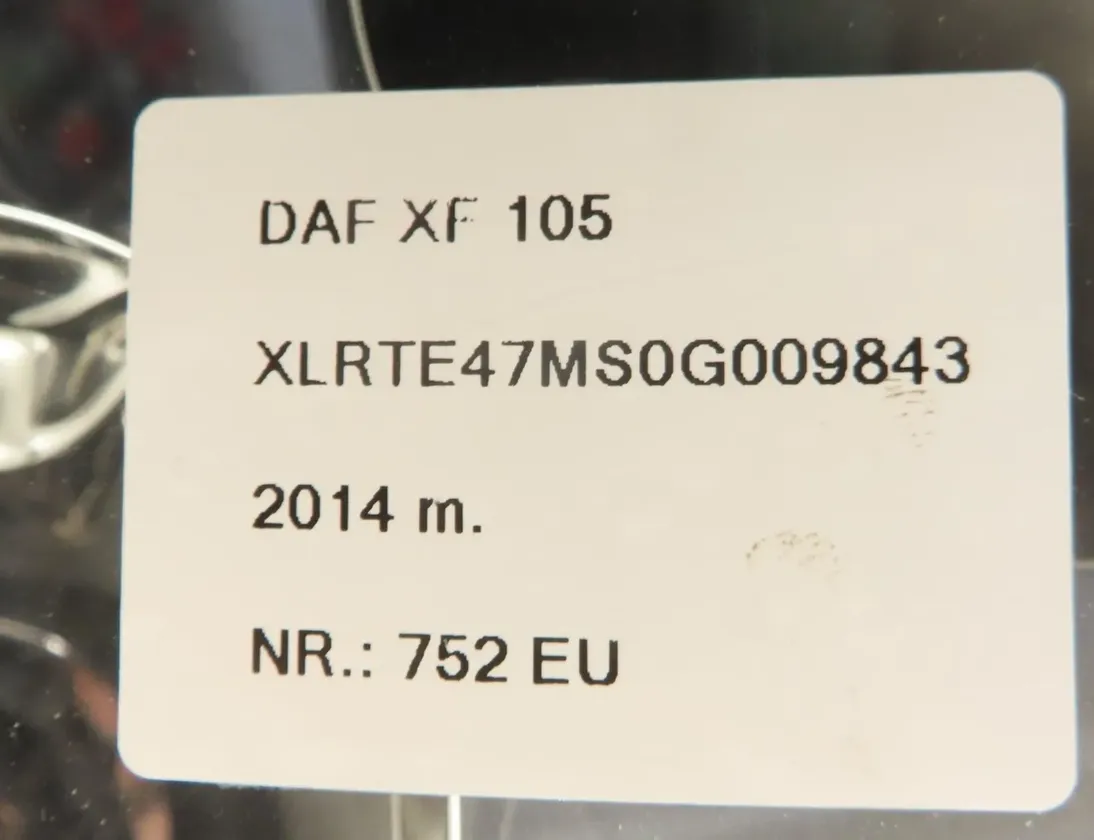 DAF XF 105
XLRTE47MS0G009843
2014 m.
NR.: 752 EU